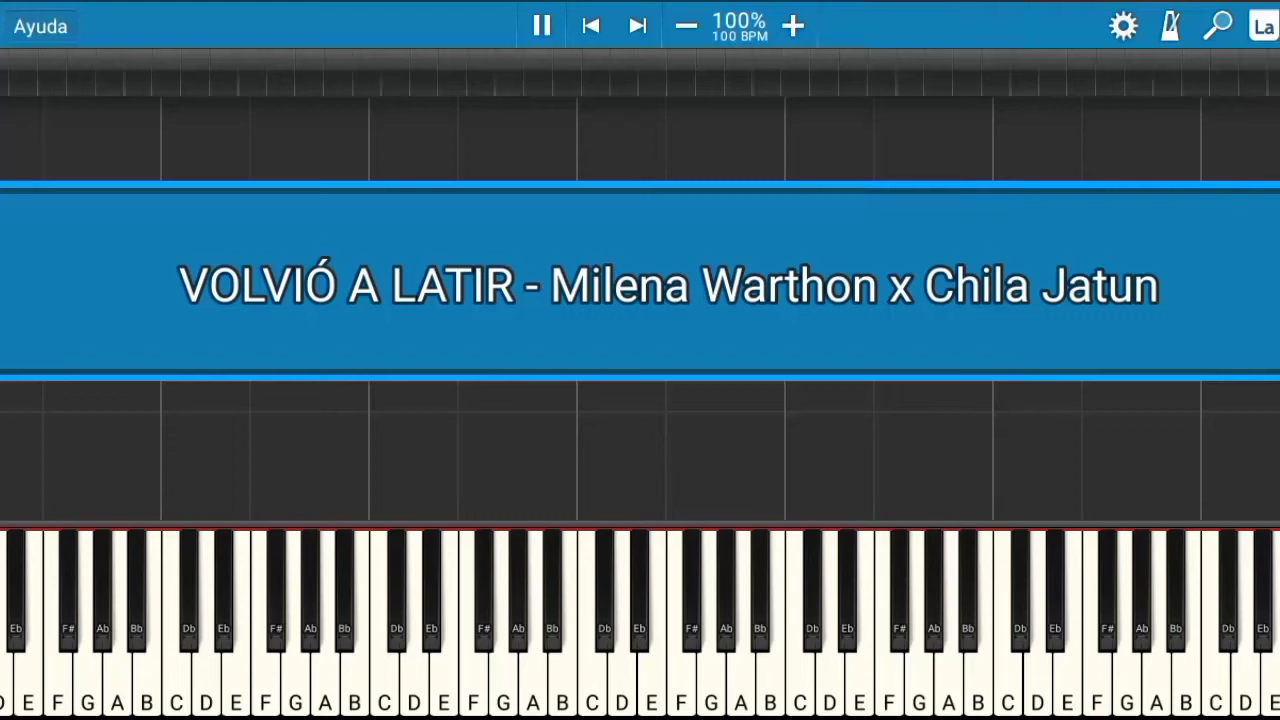 Ayuda
100%
100 BPM
La
VOLVIÓ A LATIR - Milena Warthon x Chila Jatun
Eb F# Ab Bb Db Eb F# Ab Bb Db Eb F# Ab Bb Db Eb F# Ab Bb Db Eb F# Ab Bb Db Eb F# Ab Bb Db Eb
D E F G A B C D E F G A B C D E F G A B C D E F G A B C D E F G A B C D E F G A B C D E